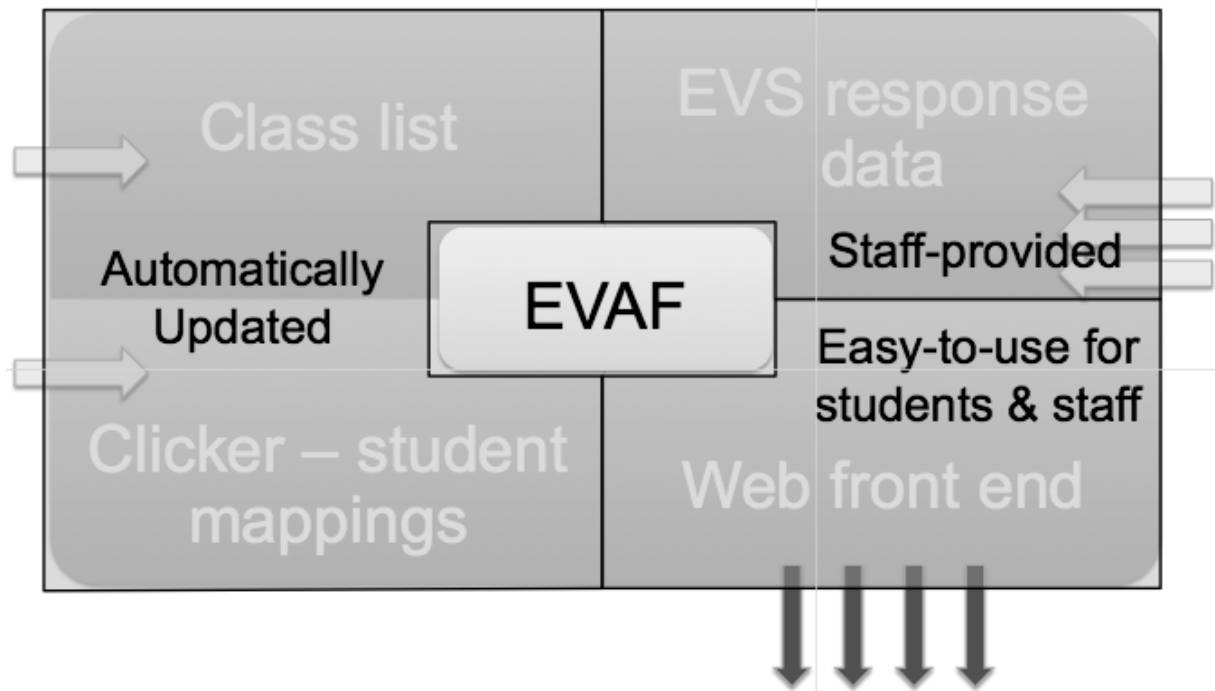 Class list
EVS response
data
Automatically
Updated
EVAF
Staff-provided
Easy-to-use for
students & staff
Clicker – student
mappings
Web front end